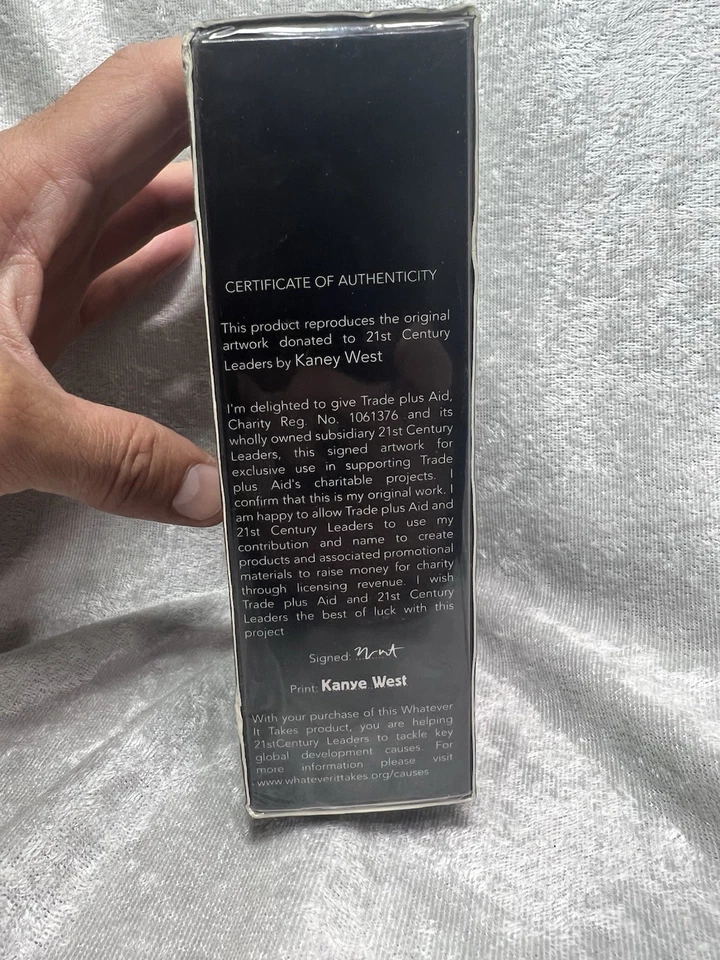 CERTIFICATE OF AUTHENTICITY
This product reproduces the original
artwork donated to 21st Century
Leaders by Kaney West
I'm delighted to give Trade plus Aid,
Charity Reg. No. 1061376 and its
wholly owned subsidiary 21st Century
Leaders, this signed artwork for
exclusive use in supporting Trade
plus Aid's charitable projects. I
confirm that this is my original work. I
am happy to allow Trade plus Aid and
21st Century Leaders to use my
contribution and name to create
products and associated promotional
materials to raise money for charity
through licensing revenue. I wish
Trade plus Aid and 21st Century
Leaders the best of luck with this
project
Signed:
Print: Kanye West
With your purchase of this Whatever
It Takes product, you are helping
21stCentury Leaders to tackle key
global development causes. For
more information please visit
www.whateverittakes.org/causes